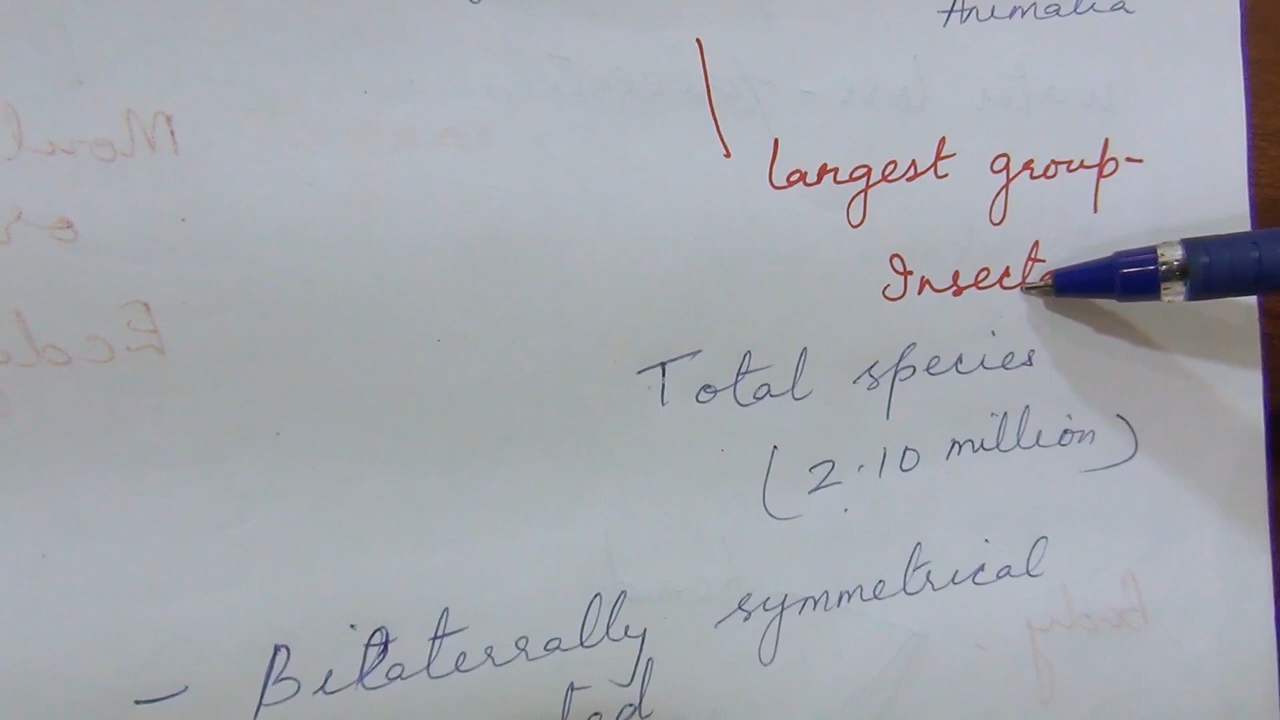 Animalia
largest group-
Insecta
Total species
(2.10 million)
- Bilaterrally symmetrical